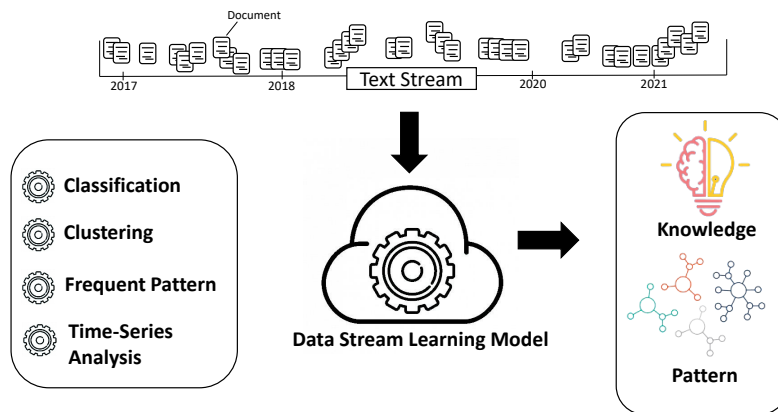 Document
2017
2018
Text Stream
2020
2021
Classification
Clustering
Frequent Pattern
Time-Series
Analysis
Data Stream Learning Model
Knowledge
Pattern